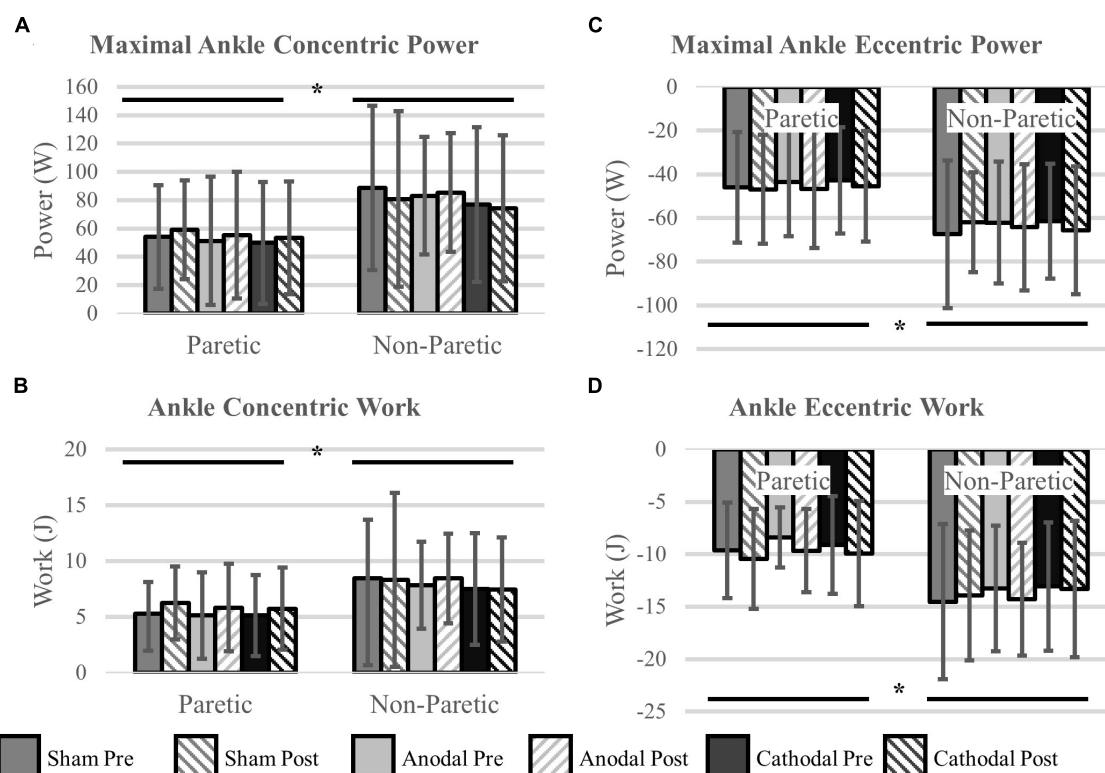 A
Maximal Ankle Concentric Power
Power (W)
160
140
120
100
80
60
40
20
0
*
Paretic
Non-Paretic
B
Ankle Concentric Work
Work (J)
20
15
10
5
0
*
Paretic
Non-Paretic
C
Maximal Ankle Eccentric Power
Power (W)
0
-20
-40
-60
-80
-100
-120
Paretic
Non-Paretic
*
D
Ankle Eccentric Work
Work (J)
0
-5
-10
-15
-20
-25
Paretic
Non-Paretic
*
Sham Pre
Sham Post
Anodal Pre
Anodal Post
Cathodal Pre
Cathodal Post